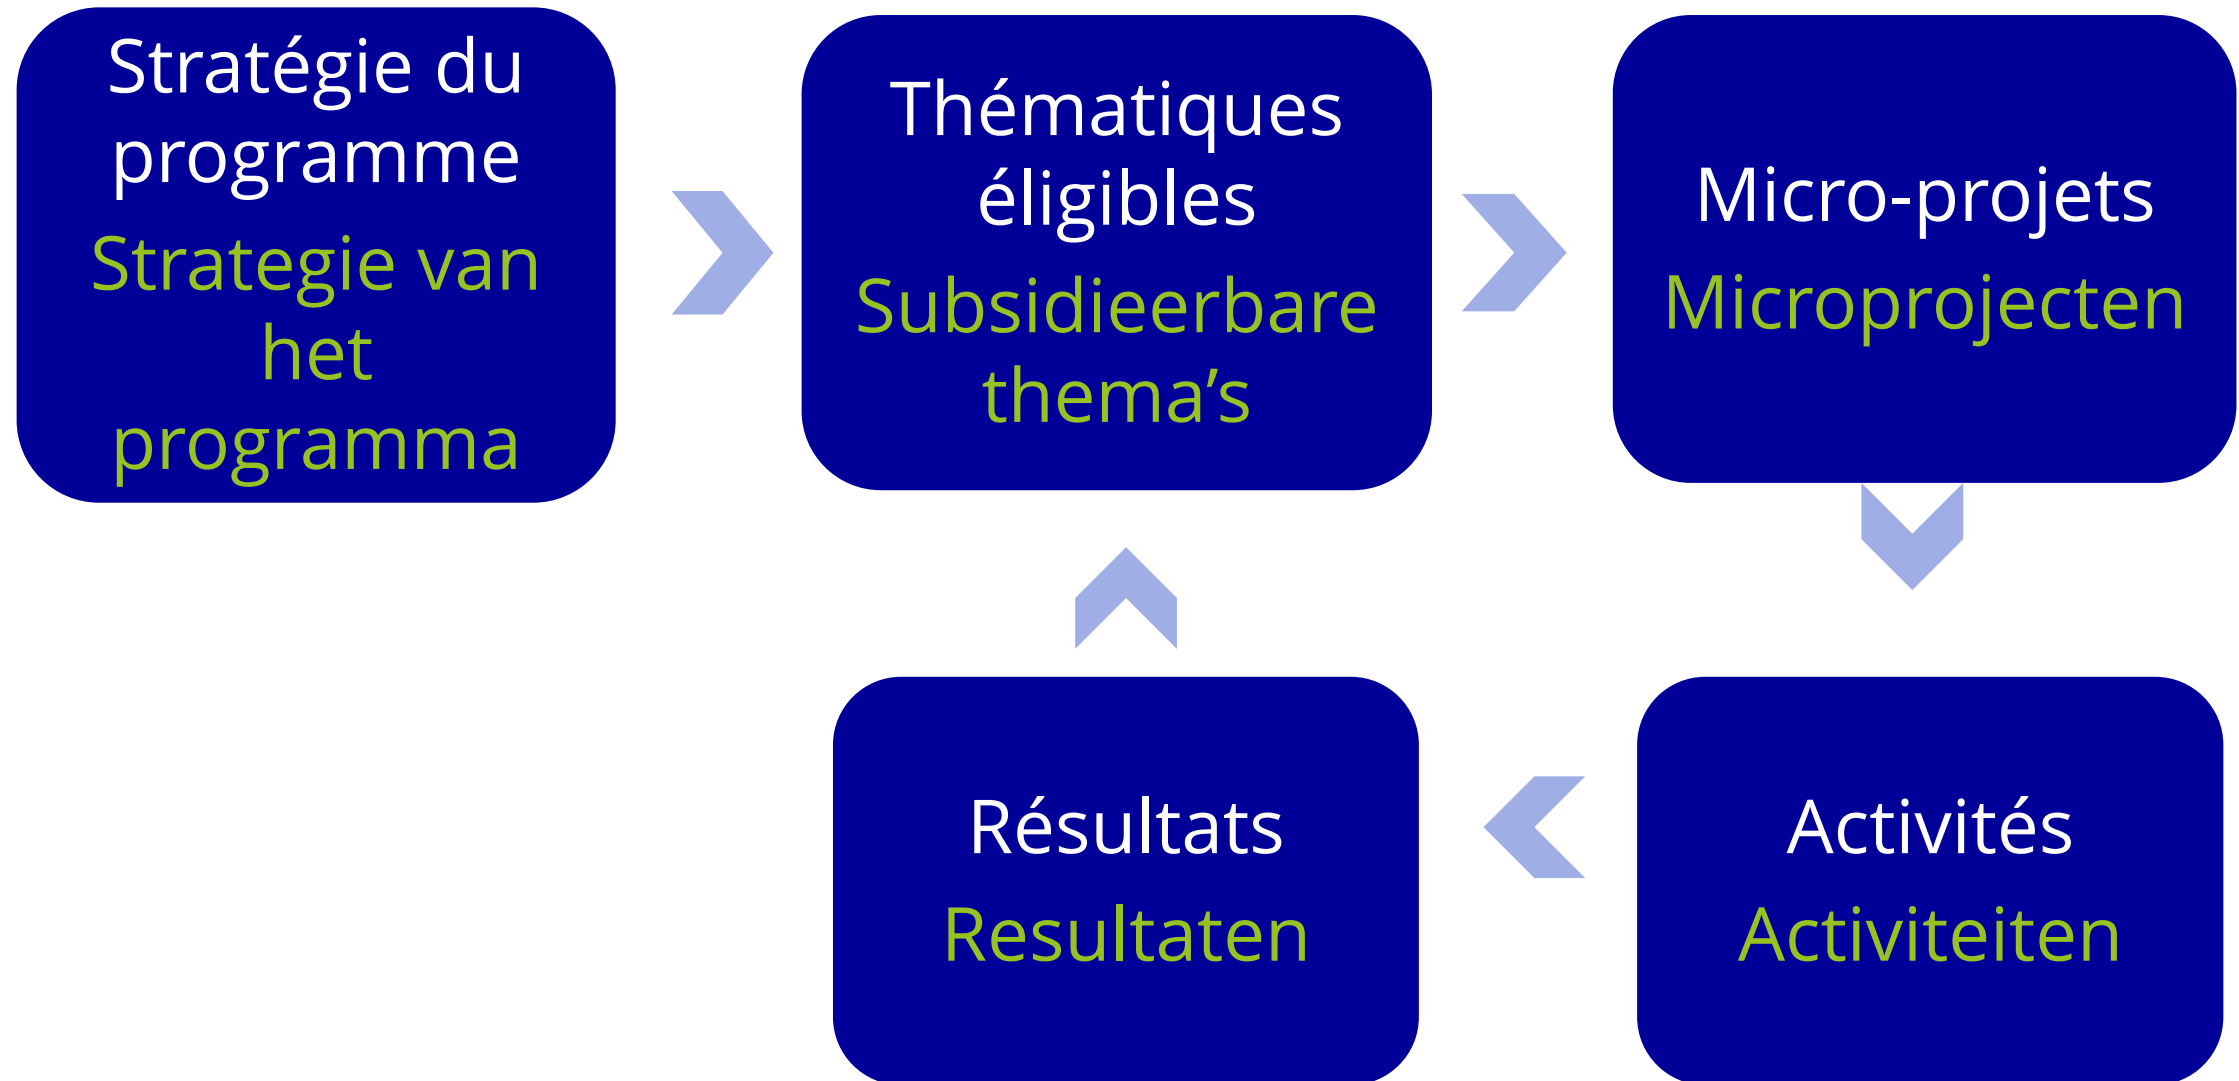 Stratégie du
programme
Strategie van
het
programma
Thématiques
éligibles
Subsidieerbare
thema’s
Micro-projets
Microprojecten
Résultats
Resultaten
Activités
Activiteiten